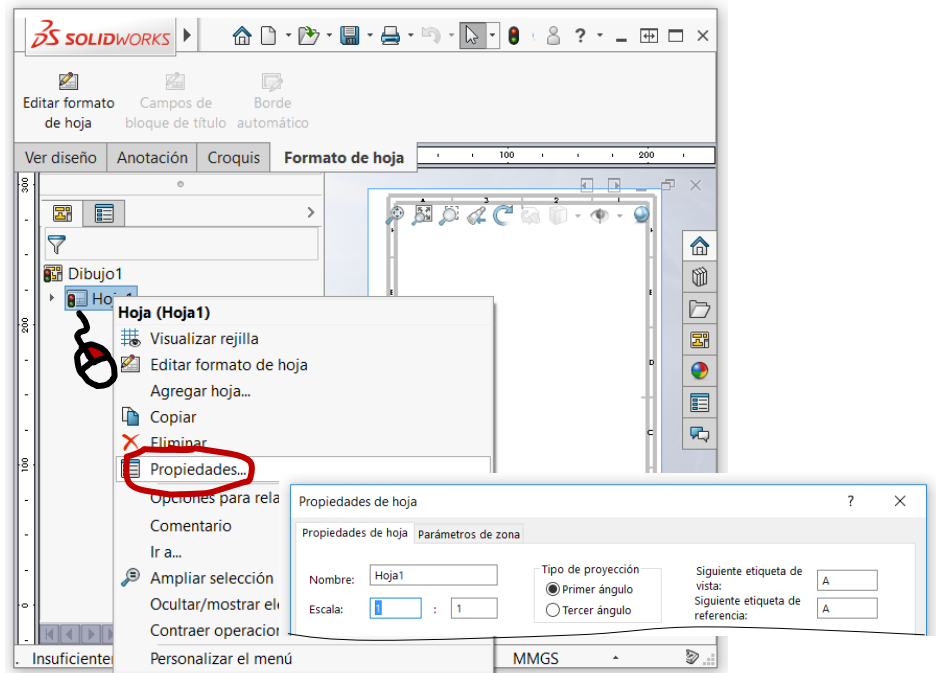 SOLIDWORKS
Editar formato de hoja
Campos de bloque de título
Borde automático
Ver diseño
Anotación
Croquis
Formato de hoja
100
200
300
200
100
0
Dibujo1
Hoja (Hoja1)
Visualizar rejilla
Editar formato de hoja
Agregar hoja...
Copiar
Eliminar
Propiedades...
Opciones para rela
Comentario
Ir a...
Ampliar selección
Ocultar/mostrar el
Contraer operacion
Personalizar el menú
MMGS
Propiedades de hoja
?
Propiedades de hoja
Parámetros de zona
Nombre:
Hoja1
Escala:
1
:
1
Tipo de proyección
Primer ángulo
Tercer ángulo
Siguiente etiqueta de
vista:
A
Siguiente etiqueta de
referencia:
A